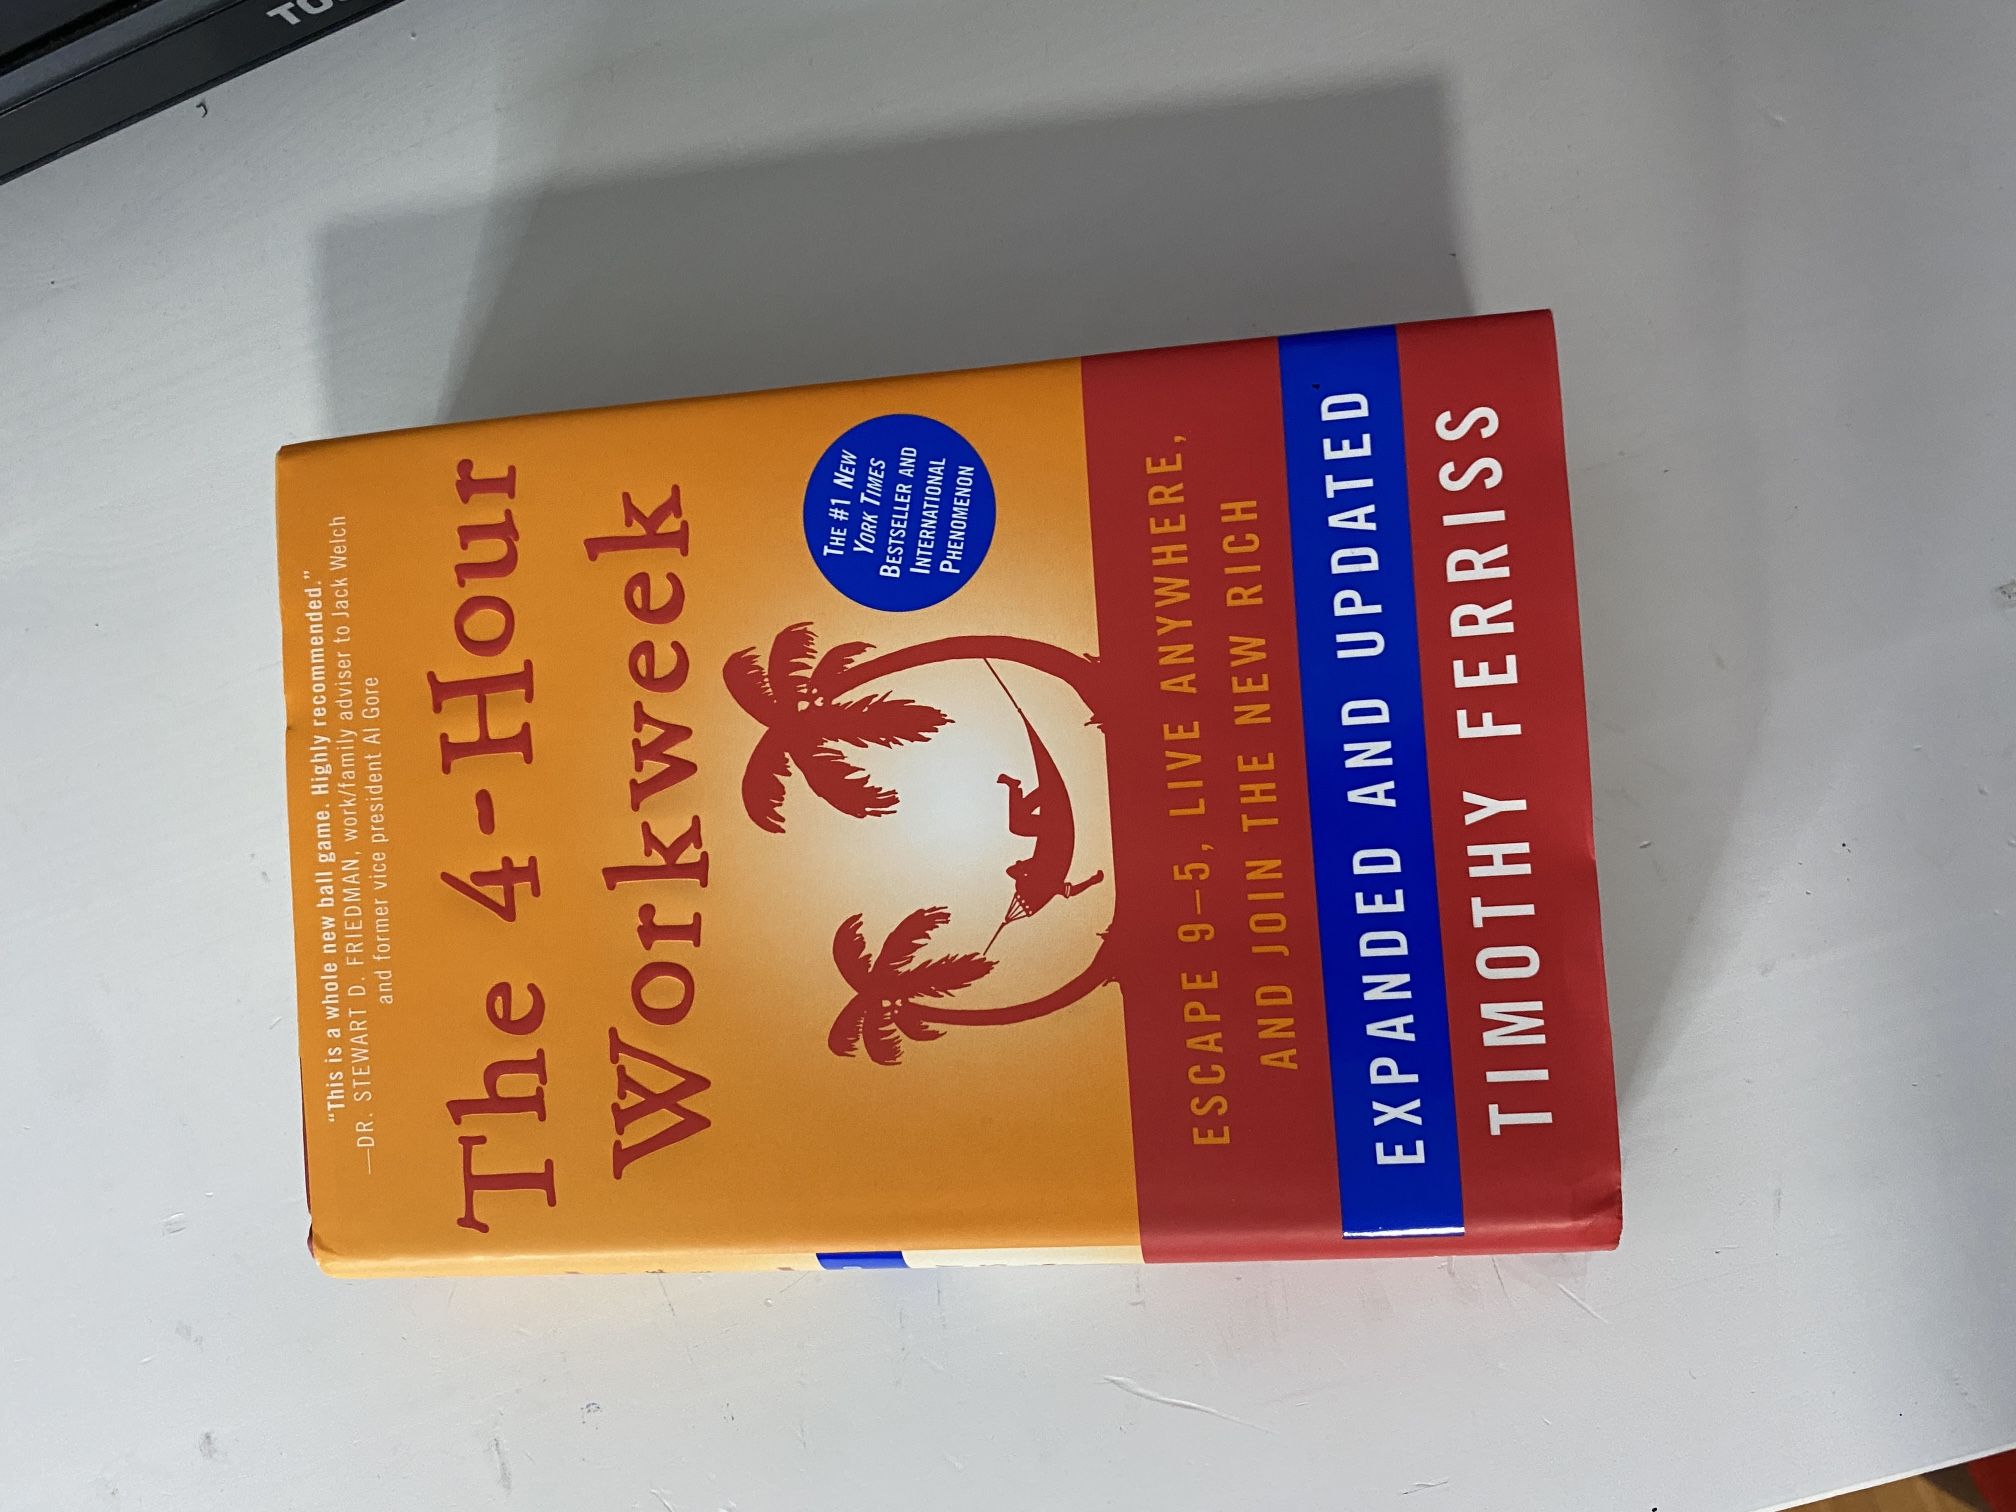 "This is a whole new ball game. Highly recommended."
—DR. STEWART D. FRIEDMAN, work/family adviser to Jack Welch
and former vice president Al Gore
The 4-Hour
Workweek
THE #1 NEW
YORK TIMES
BESTSELLER AND
INTERNATIONAL
PHENOMENON
ESCAPE 9–5, LIVE ANYWHERE,
AND JOIN THE NEW RICH
EXPANDED AND UPDATED
TIMOTHY FERRISS